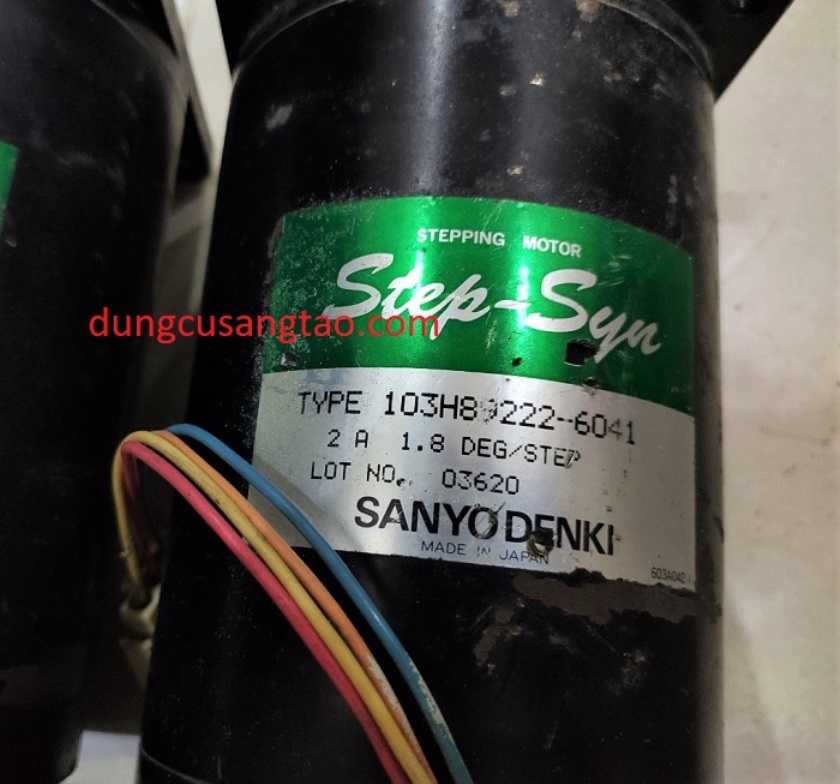 STEPPING MOTOR
Step-Syn
dungcusangtao.com
TYPE 103H89222-6041
2 A 1.8 DEG/STEP
LOT NO. 03620
SANYO DENKI
MADE IN JAPAN